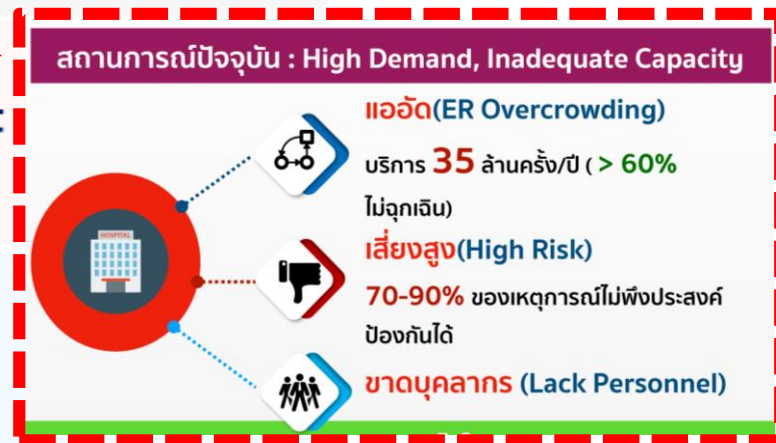 สถานการณ์ปัจจุบัน : High Demand, Inadequate Capacity
แออัด(ER Overcrowding)
บริการ 35 ล้านครั้ง/ปี ( > 60%
ไม่ฉุกเฉิน)
HOSPITAL
เสี่ยงสูง(High Risk)
70-90% ของเหตุการณ์ไม่พึงประสงค์
ป้องกันได้
ขาดบุคลากร (Lack Personnel)